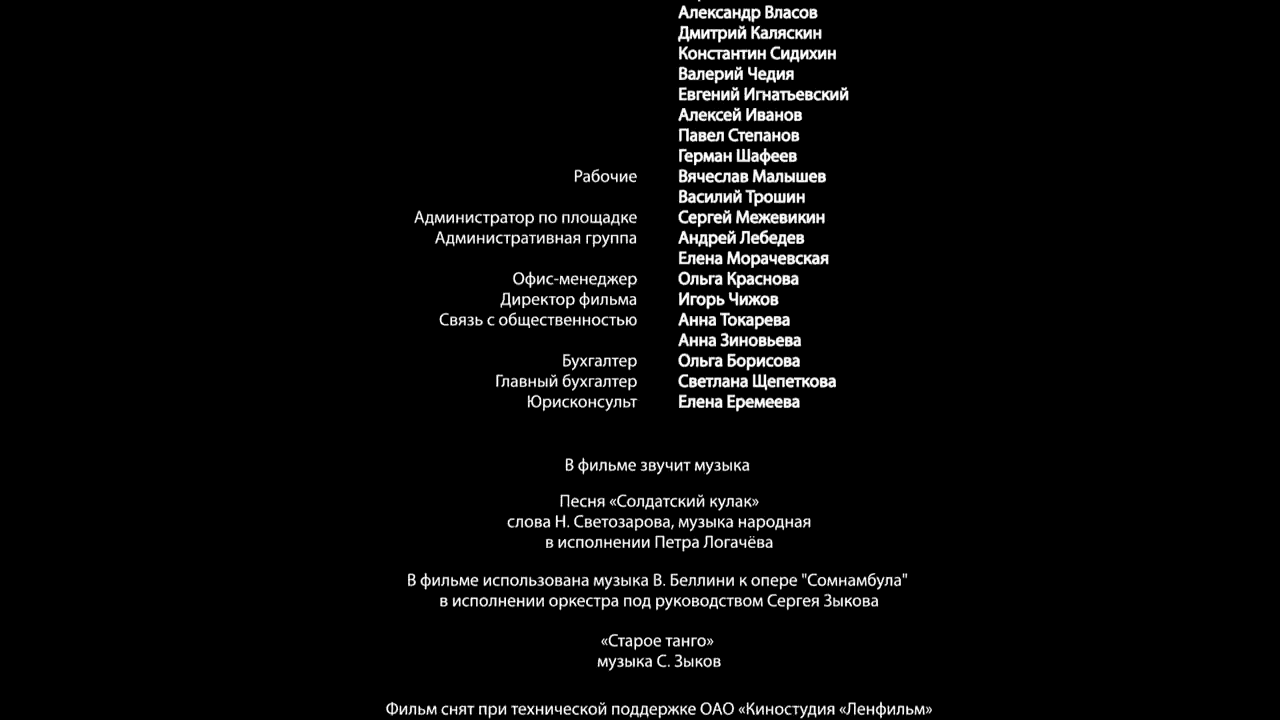 Александр Власов
Дмитрий Каляскин
Константин Сидихин
Валерий Чедия
Евгений Игнатьевский
Алексей Иванов
Павел Степанов
Герман Шафеев
Рабочие Вячеслав Малышев
Василий Трошин
Администратор по площадке Сергей Межевикин
Административная группа Андрей Лебедев
Елена Морачевская
Офис-менеджер Ольга Краснова
Директор фильма Игорь Чижов
Связь с общественностью Анна Токарева
Анна Зиновьева
Бухгалтер Ольга Борисова
Главный бухгалтер Светлана Щепеткова
Юрисконсульт Елена Еремеева
В фильме звучит музыка
Песня «Солдатский кулак»
слова Н. Светозарова, музыка народная
в исполнении Петра Логачёва
В фильме использована музыка В. Беллини к опере "Сомнамбула"
в исполнении оркестра под руководством Сергея Зыкова
«Старое танго»
музыка С. Зыков
Фильм снят при технической поддержке ОАО «Киностудия «Ленфильм»